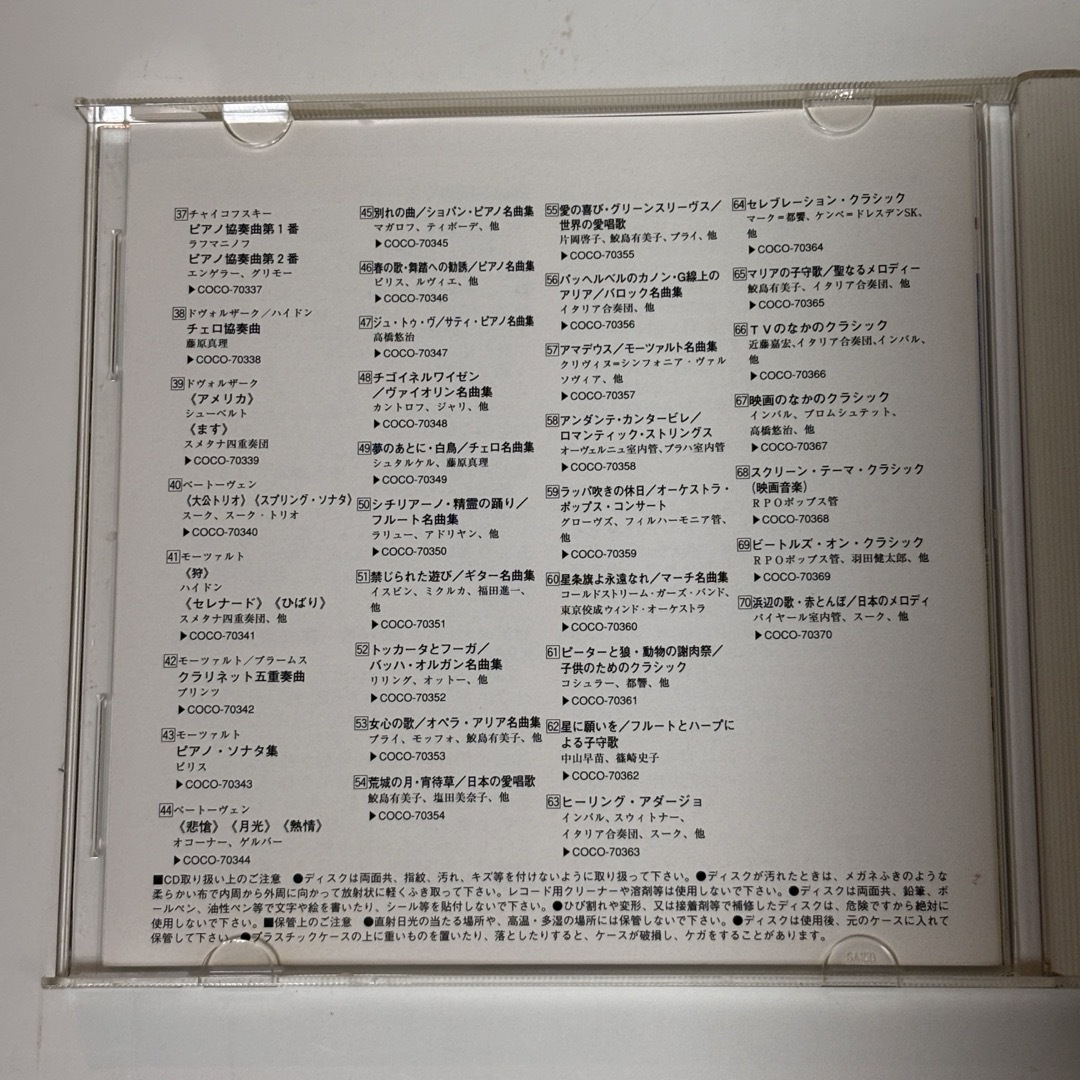 37 チャイコフスキー
ピアノ協奏曲第1番
ラフマニノフ
ピアノ協奏曲第2番
エンゲラー、グリモー
▶COCO-70337
38 ドヴォルザーク/ハイドン
チェロ協奏曲
藤原真理
▶COCO-70338
39 ドヴォルザーク
《アメリカ》
シューベルト
《ます》
スメタナ四重奏団
▶COCO-70339
40 ベートーヴェン
《大公トリオ》《スプリング・ソナタ》
スーク、スーク・トリオ
▶COCO-70340
41 モーツァルト
《狩》
ハイドン
《セレナード》《ひばり》
スメタナ四重奏団、他
▶COCO-70341
42 モーツァルト/ブラームス
クラリネット五重奏曲
プリンツ
▶COCO-70342
43 モーツァルト
ピアノ・ソナタ集
ピリス
▶COCO-70343
44 ベートーヴェン
《悲愴》《月光》《熱情》
オコーナー、ゲルバー
▶COCO-70344
45 別れの曲/ショパン・ピアノ名曲集
マガロフ、ティボーデ、他
▶COCO-70345
46 春の歌・舞踏への勧誘/ピアノ名曲集
ピリス、ルヴィエ、他
▶COCO-70346
47 ジュ・トゥ・ヴ/サティ・ピアノ名曲集
高橋悠治
▶COCO-70347
48 チゴイネルワイゼン
/ヴァイオリン名曲集
カントロフ、ジャリ、他
▶COCO-70348
49 夢のあとに・白鳥/チェロ名曲集
シュタルケル、藤原真理
▶COCO-70349
50 シチリアーノ・精霊の踊り/
フルート名曲集
ラリュー、アドリヤン、他
▶COCO-70350
51 禁じられた遊び/ギター名曲集
イスビン、ミクルカ、福田進一、
他
▶COCO-70351
52 トッカータとフーガ/
バッハ・オルガン名曲集
リリング、オットー、他
▶COCO-70352
53 女心の歌/オペラ・アリア名曲集
プライ、モッフォ、鮫島有美子、他
▶COCO-70353
54 荒城の月・宵待草/日本の愛唱歌
鮫島有美子、塩田美奈子、他
▶COCO-70354
55 愛の喜び・グリーンスリーヴス/
世界の愛唱歌
片岡啓子、鮫島有美子、プライ、他
▶COCO-70355
56 パッヘルベルのカノン・G線上の
アリア/バロック名曲集
イタリア合奏団、他
▶COCO-70356
57 アマデウス/モーツァルト名曲集
クリヴィヌ=シンフォニア・ヴァル
ソヴィア、他
▶COCO-70357
58 アンダンテ・カンタービレ/
ロマンティック・ストリングス
オーヴェルニュ室内管、プラハ室内管
▶COCO-70358
59 ラッパ吹きの休日/オーケストラ・
ポップス・コンサート
グローヴズ、フィルハーモニア管、
他
▶COCO-70359
60 星条旗よ永遠なれ/マーチ名曲集
コールドストリーム・ガーズ・バンド、
東京佼成ウィンド・オーケストラ
▶COCO-70360
61 ピーターと狼・動物の謝肉祭/
子供のためのクラシック
コシュラー、都響、他
▶COCO-70361
62 星に願いを/フルートとハープに
よる子守歌
中山早苗、篠崎史子
▶COCO-70362
63 ヒーリング・アダージョ
インバル、スウィトナー、
イタリア合奏団、スーク、他
▶COCO-70363
64 セレブレーション・クラシック
マーク=都響、ケンペ=ドレスデンSK、
他
▶COCO-70364
65 マリアの子守歌/聖なるメロディー
鮫島有美子、イタリア合奏団、他
▶COCO-70365
66 TVのなかのクラシック
近藤嘉宏、イタリア合奏団、インバル、
他
▶COCO-70366
67 映画のなかのクラシック
インバル、ブロムシュテット、
高橋悠治、他
▶COCO-70367
68 スクリーン・テーマ・クラシック
(映画音楽)
RPOポップス管
▶COCO-70368
69 ビートルズ・オン・クラシック
RPOポップス管、羽田健太郎、他
▶COCO-70369
70 浜辺の歌・赤とんぼ/日本のメロディ
パイヤール室内管、スーク、他
▶COCO-70370
■CD取り扱い上のご注意 ●ディスクは両面共、指紋、汚れ、キズ等を付けないように取り扱って下さい。●ディスクが汚れたときは、メガネふきのような
柔らかい布で内周から外周に向かって放射状に軽くふき取って下さい。レコード用クリーナーや溶剤等は使用しないで下さい。●ディスクは両面共、鉛筆、ボ
ールペン、油性ペン等で文字や絵を書いたり、シール等を貼付しないで下さい。●ひび割れや変形、又は接着剤等で補修したディスクは、危険ですから絶対に
使用しないで下さい。■保管上のご注意 ●直射日光の当たる場所や、高温・多湿の場所には保管しないで下さい。●ディスクは使用後、元のケースに入れて
保管して下さい。●プラスチックケースの上に重いものを置いたり、落としたりすると、ケースが破損し、ケガをすることがあります。